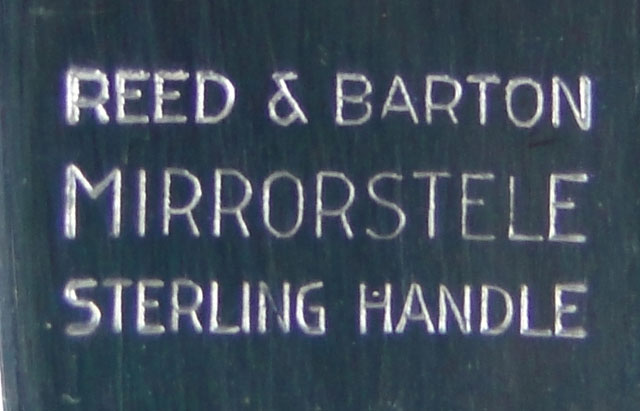 REED & BARTON
MIRRORSTELE
STERLING HANDLE